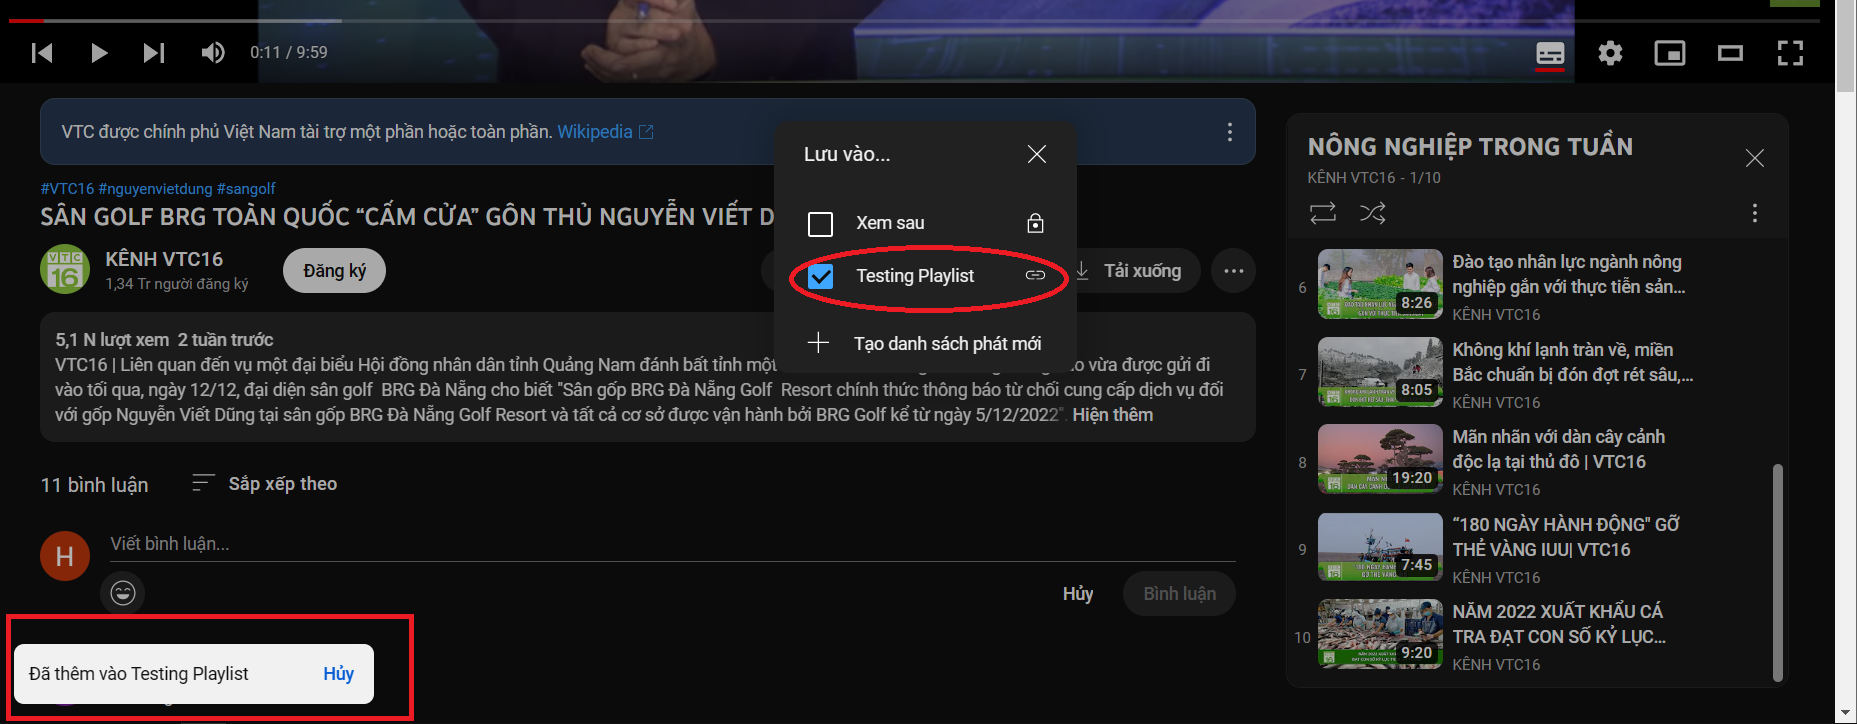 0:11 / 9:59
VTC được chính phủ Việt Nam tài trợ một phần hoặc toàn phần. Wikipedia
#VTC16 #nguyenvietdung #sangolf
SÂN GOLF BRG TOÀN QUỐC “CẤM CỬA” GÔN THỦ NGUYỄN VIẾT D
VTC
16
KÊNH VTC16
1,34 Tr người đăng ký
Đăng ký
Tải xuống
5,1 N lượt xem 2 tuần trước
VTC16 | Liên quan đến vụ một đại biểu Hội đồng nhân dân tỉnh Quảng Nam đánh bất tỉnh một
o vừa được gửi đi
vào tối qua, ngày 12/12, đại diện sân golf BRG Đà Nẵng cho biết "Sân gốp BRG Đà Nẵng Golf Resort chính thức thông báo từ chối cung cấp dịch vụ đối
với gốp Nguyễn Viết Dũng tại sân gốp BRG Đà Nẵng Golf Resort và tất cả cơ sở được vận hành bởi BRG Golf kể từ ngày 5/12/2022". Hiện thêm
Lưu vào...
Xem sau
Testing Playlist
Tạo danh sách phát mới
11 bình luận
Sắp xếp theo
H
Viết bình luận...
Hủy
Bình luận
Đã thêm vào Testing Playlist
Hủy
NÔNG NGHIỆP TRONG TUẦN
KÊNH VTC16 - 1/10
6
8:26
Đào tạo nhân lực ngành nông
nghiệp gắn với thực tiễn sản...
KÊNH VTC16
7
8:05
Không khí lạnh tràn về, miền
Bắc chuẩn bị đón đợt rét sâu,...
KÊNH VTC16
8
19:20
Mãn nhãn với dàn cây cảnh
độc lạ tại thủ đô | VTC16
KÊNH VTC16
9
7:45
“180 NGÀY HÀNH ĐỘNG" GỠ
THẺ VÀNG IUU| VTC16
KÊNH VTC16
10
9:20
NĂM 2022 XUẤT KHẨU CÁ
TRA ĐẠT CON SỐ KỶ LỤC...
KÊNH VTC16